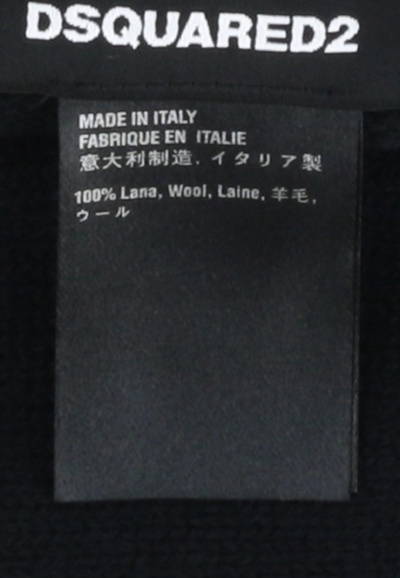 DSQUARED2
MADE IN ITALY
FABRIQUE EN ITALIE
意大利制造. イタリア製
100% Lana, Wool, Laine, 羊毛,
ウール